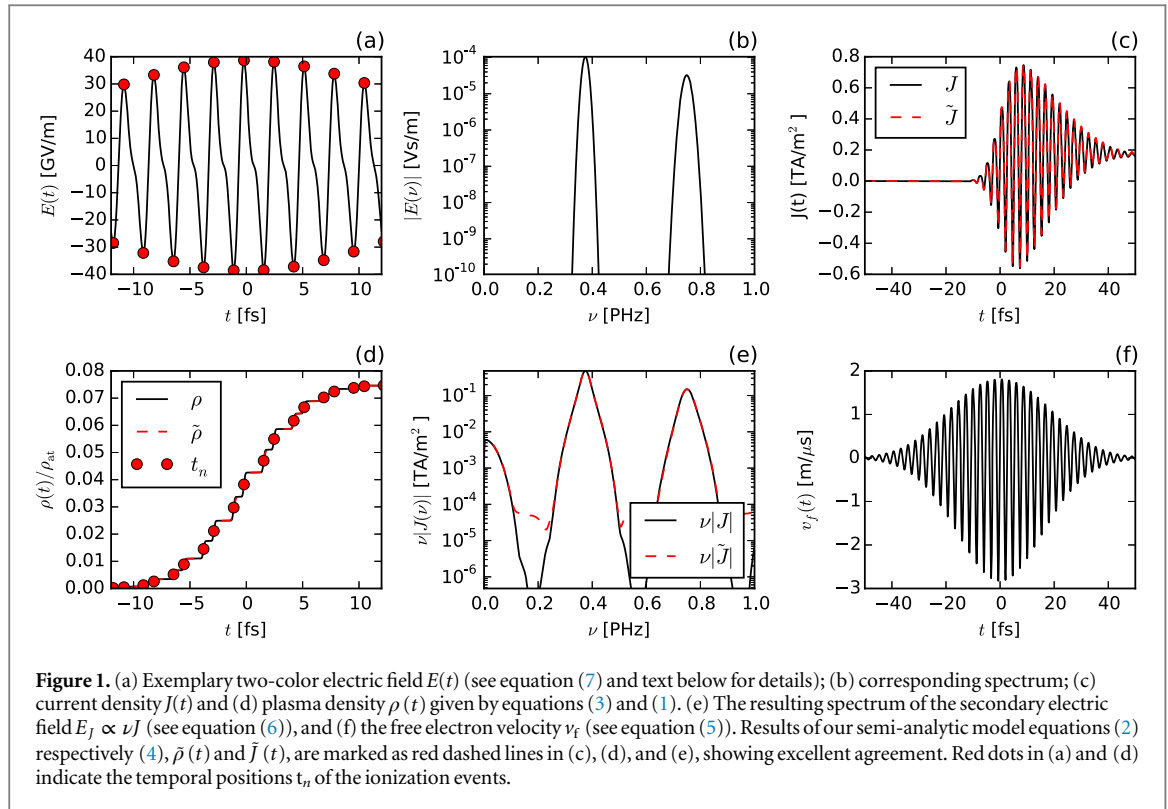 (a)
E(t) [GV/m]
40
30
20
10
0
−10
−20
−30
−40
−10 −5 0 5 10
t [fs]
(b)
|E(ν)| [Vs/m]
10⁻⁴
10⁻⁵
10⁻⁶
10⁻⁷
10⁻⁸
10⁻⁹
10⁻¹⁰
0.0 0.2 0.4 0.6 0.8 1.0
ν [PHz]
(c)
J(t) [TA/m²]
0.8
0.6
0.4
0.2
0.0
−0.2
−0.4
−0.6
J
J̃
−40 −20 0 20 40
t [fs]
(d)
ρ(t)/ρat
0.08
0.07
0.06
0.05
0.04
0.03
0.02
0.01
0.00
ρ
ρ̃
tₙ
−10 −5 0 5 10
t [fs]
(e)
ν|J(ν)| [TA/m²]
10⁻¹
10⁻²
10⁻³
10⁻⁴
10⁻⁵
10⁻⁶
ν|J|
ν|J̃|
0.0 0.2 0.4 0.6 0.8 1.0
ν [PHz]
(f)
v_f(t) [m/μs]
2
1
0
−1
−2
−3
−40 −20 0 20 40
t [fs]
Figure 1. (a) Exemplary two-color electric field E(t) (see equation (7) and text below for details); (b) corresponding spectrum; (c)
current density J(t) and (d) plasma density ρ (t) given by equations (3) and (1). (e) The resulting spectrum of the secondary electric
field E_J ∝ νJ (see equation (6)), and (f) the free electron velocity v_f (see equation (5)). Results of our semi-analytic model equations (2)
respectively (4), ρ̃ (t) and J̃ (t), are marked as red dashed lines in (c), (d), and (e), showing excellent agreement. Red dots in (a) and (d)
indicate the temporal positions tₙ of the ionization events.